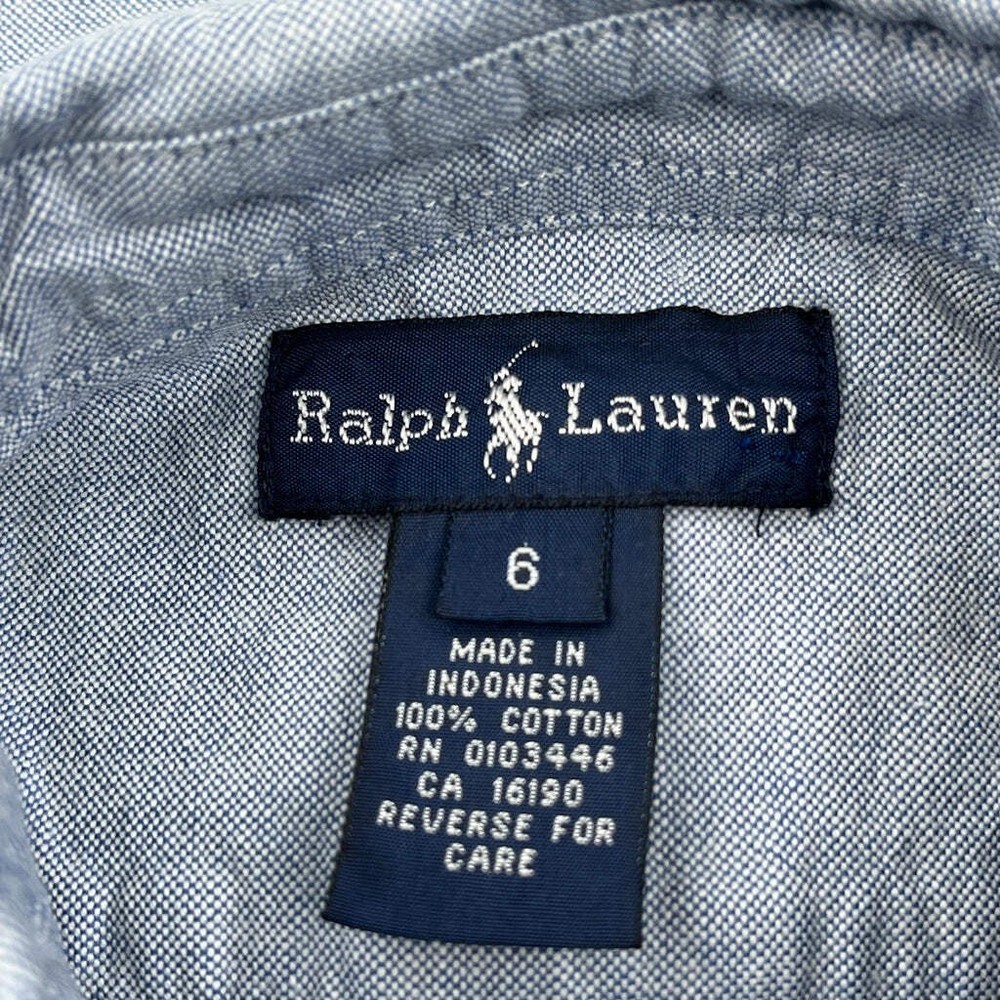 Ralph Lauren
6
MADE IN
INDONESIA
100% COTTON
RN 0103446
CA 16190
REVERSE FOR
CARE